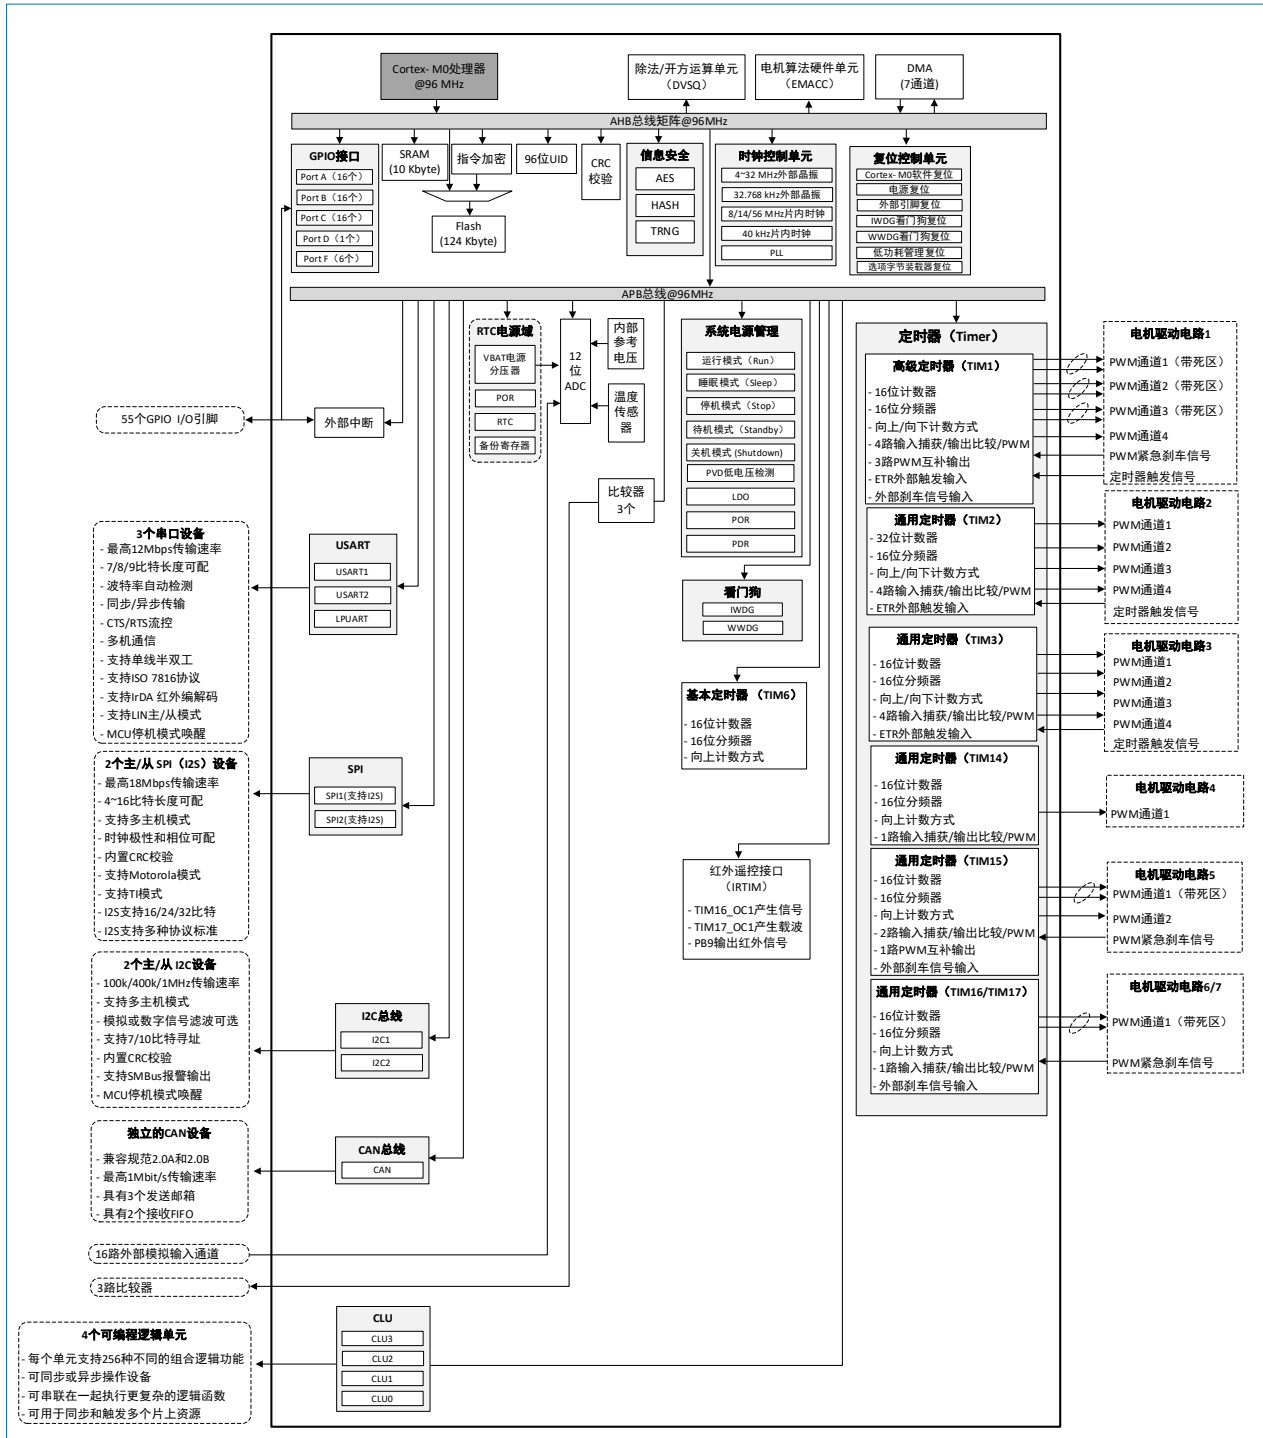 Cortex- M0处理器
@96 MHz
除法/开方运算单元
（DVSQ）
电机算法硬件单元
（EMACC）
DMA
(7通道)
AHB总线矩阵@96MHz
GPIO接口
Port A（16个）
Port B（16个）
Port C（16个）
Port D（1个）
Port F（6个）
SRAM
(10 Kbyte)
指令加密
Flash
(124 Kbyte)
96位UID
CRC
校验
信息安全
AES
HASH
TRNG
时钟控制单元
4~32 MHz外部晶振
32.768 kHz外部晶振
8/14/56 MHz片内时钟
40 kHz片内时钟
PLL
复位控制单元
Cortex- M0软件复位
电源复位
外部引脚复位
IWDG看门狗复位
WWDG看门狗复位
低功耗管理复位
选项字节装载器复位
APB总线@96MHz
RTC电源域
VBAT电源
分压器
POR
RTC
备份寄存器
12
位
ADC
内部
参考
电压
温度
传感
器
系统电源管理
运行模式（Run）
睡眠模式（Sleep）
停机模式（Stop）
待机模式（Standby）
关机模式 (Shutdown)
PVD低电压检测
LDO
POR
PDR
55个GPIO I/O引脚
外部中断
比较器
3个
看门狗
IWDG
WWDG
基本定时器 （TIM6）
- 16位计数器
- 16位分频器
- 向上计数方式
红外遥控接口
（IRTIM）
- TIM16_OC1产生信号
- TIM17_OC1产生载波
- PB9输出红外信号
定时器（Timer）
高级定时器（TIM1）
- 16位计数器
- 16位分频器
- 向上/向下计数方式
- 4路输入捕获/输出比较/PWM
- 3路PWM互补输出
- ETR外部触发输入
- 外部刹车信号输入
通用定时器（TIM2）
- 32位计数器
- 16位分频器
- 向上/向下计数方式
- 4路输入捕获/输出比较/PWM
- ETR外部触发输入
通用定时器（TIM3）
- 16位计数器
- 16位分频器
- 向上/向下计数方式
- 4路输入捕获/输出比较/PWM
- ETR外部触发输入
通用定时器（TIM14）
- 16位计数器
- 16位分频器
- 向上计数方式
- 1路输入捕获/输出比较/PWM
通用定时器（TIM15）
- 16位计数器
- 16位分频器
- 向上计数方式
- 2路输入捕获/输出比较/PWM
- 1路PWM互补输出
- 外部刹车信号输入
通用定时器（TIM16/TIM17）
- 16位计数器
- 16位分频器
- 向上计数方式
- 1路输入捕获/输出比较/PWM
- 外部刹车信号输入
电机驱动电路1
PWM通道1（带死区）
PWM通道2（带死区）
PWM通道3（带死区）
PWM通道4
PWM紧急刹车信号
定时器触发信号
电机驱动电路2
PWM通道1
PWM通道2
PWM通道3
PWM通道4
定时器触发信号
电机驱动电路3
PWM通道1
PWM通道2
PWM通道3
PWM通道4
定时器触发信号
电机驱动电路4
PWM通道1
电机驱动电路5
PWM通道1（带死区）
PWM通道2
PWM紧急刹车信号
电机驱动电路6/7
PWM通道1（带死区）
PWM紧急刹车信号
3个串口设备
- 最高12Mbps传输速率
- 7/8/9比特长度可配
- 波特率自动检测
- 同步/异步传输
- CTS/RTS流控
- 多机通信
- 支持单线半双工
- 支持ISO 7816协议
- 支持IrDA 红外编解码
- 支持LIN主/从模式
- MCU停机模式唤醒
USART
USART1
USART2
LPUART
2个主/从 SPI（I2S）设备
- 最高18Mbps传输速率
- 4~16比特长度可配
- 支持多主机模式
- 时钟极性和相位可配
- 内置CRC校验
- 支持Motorola模式
- 支持TI模式
- I2S支持16/24/32比特
- I2S支持多种协议标准
SPI
SPI1(支持I2S)
SPI2(支持I2S)
2个主/从 I2C设备
- 100k/400k/1MHz传输速率
- 支持多主机模式
- 模拟或数字信号滤波可选
- 支持7/10比特寻址
- 内置CRC校验
- 支持SMBus报警输出
- MCU停机模式唤醒
I2C总线
I2C1
I2C2
独立的CAN设备
- 兼容规范2.0A和2.0B
- 最高1Mbit/s传输速率
- 具有3个发送邮箱
- 具有2个接收FIFO
CAN总线
CAN
16路外部模拟输入通道
3路比较器
4个可编程逻辑单元
- 每个单元支持256种不同的组合逻辑功能
- 可同步或异步操作设备
- 可串联在一起执行更复杂的逻辑函数
- 可用于同步和触发多个片上资源
CLU
CLU3
CLU2
CLU1
CLU0